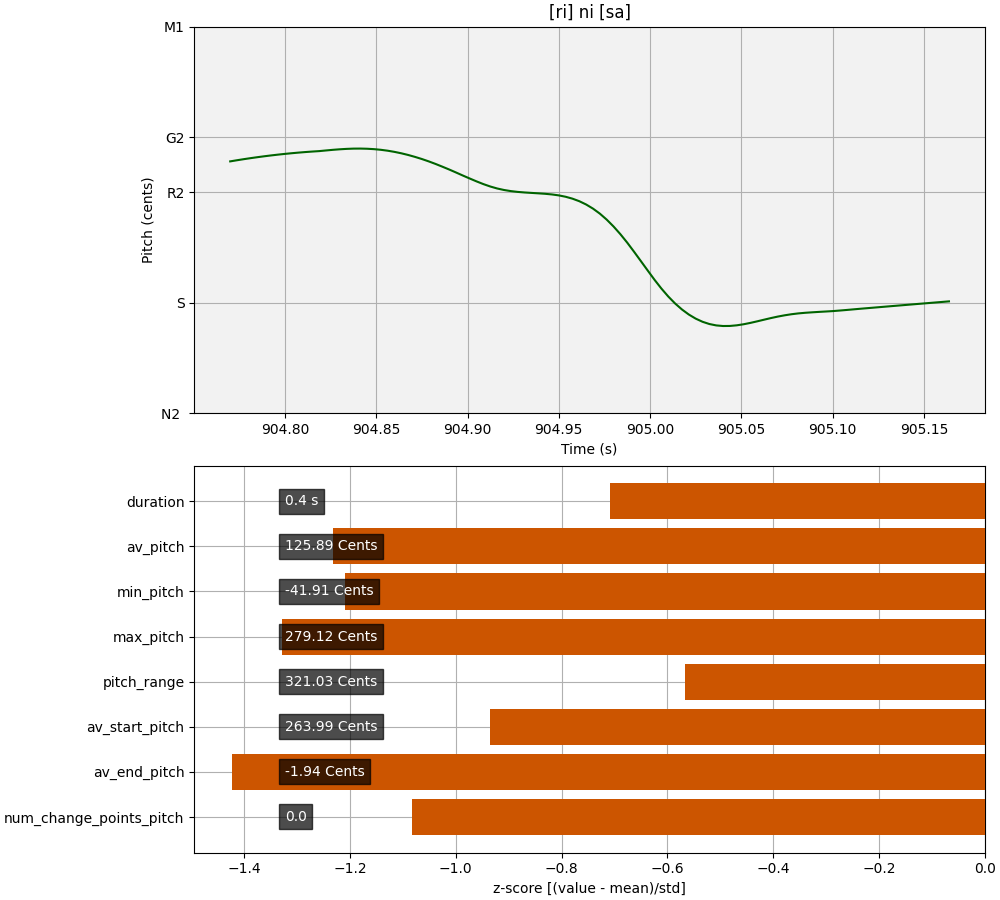 [ri] ni [sa]
M1
G2
R2
S
N2
Pitch (cents)
904.80 904.85 904.90 904.95 905.00 905.05 905.10 905.15
Time (s)
duration 0.4 s
av_pitch 125.89 Cents
min_pitch -41.91 Cents
max_pitch 279.12 Cents
pitch_range 321.03 Cents
av_start_pitch 263.99 Cents
av_end_pitch -1.94 Cents
num_change_points_pitch 0.0
−1.4 −1.2 −1.0 −0.8 −0.6 −0.4 −0.2 0.0
z-score [(value - mean)/std]